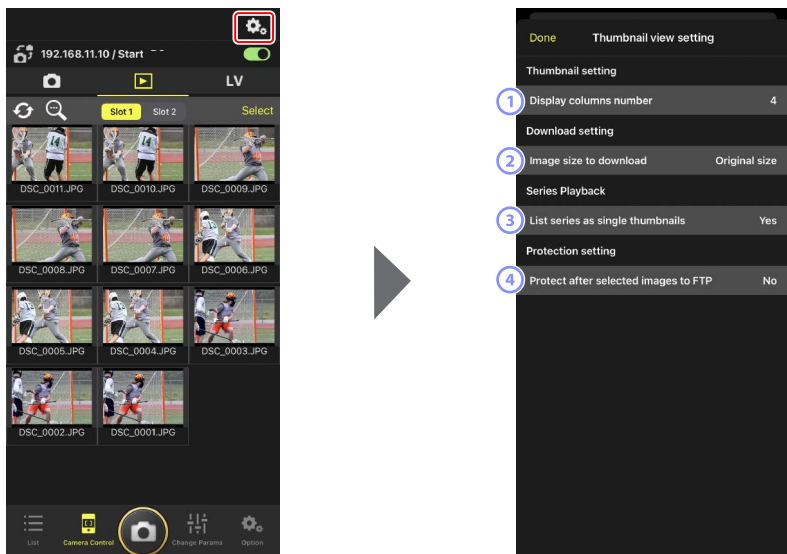 192.168.11.10 / Start
LV
Slot 1 Slot 2 Select
DSC_0011.JPG DSC_0010.JPG DSC_0009.JPG
DSC_0008.JPG DSC_0007.JPG DSC_0006.JPG
DSC_0005.JPG DSC_0004.JPG DSC_0003.JPG
DSC_0002.JPG DSC_0001.JPG
List Camera Control Change Params Option
Done Thumbnail view setting
Thumbnail setting
1 Display columns number 4
Download setting
2 Image size to download Original size
Series Playback
3 List series as single thumbnails Yes
Protection setting
4 Protect after selected images to FTP No